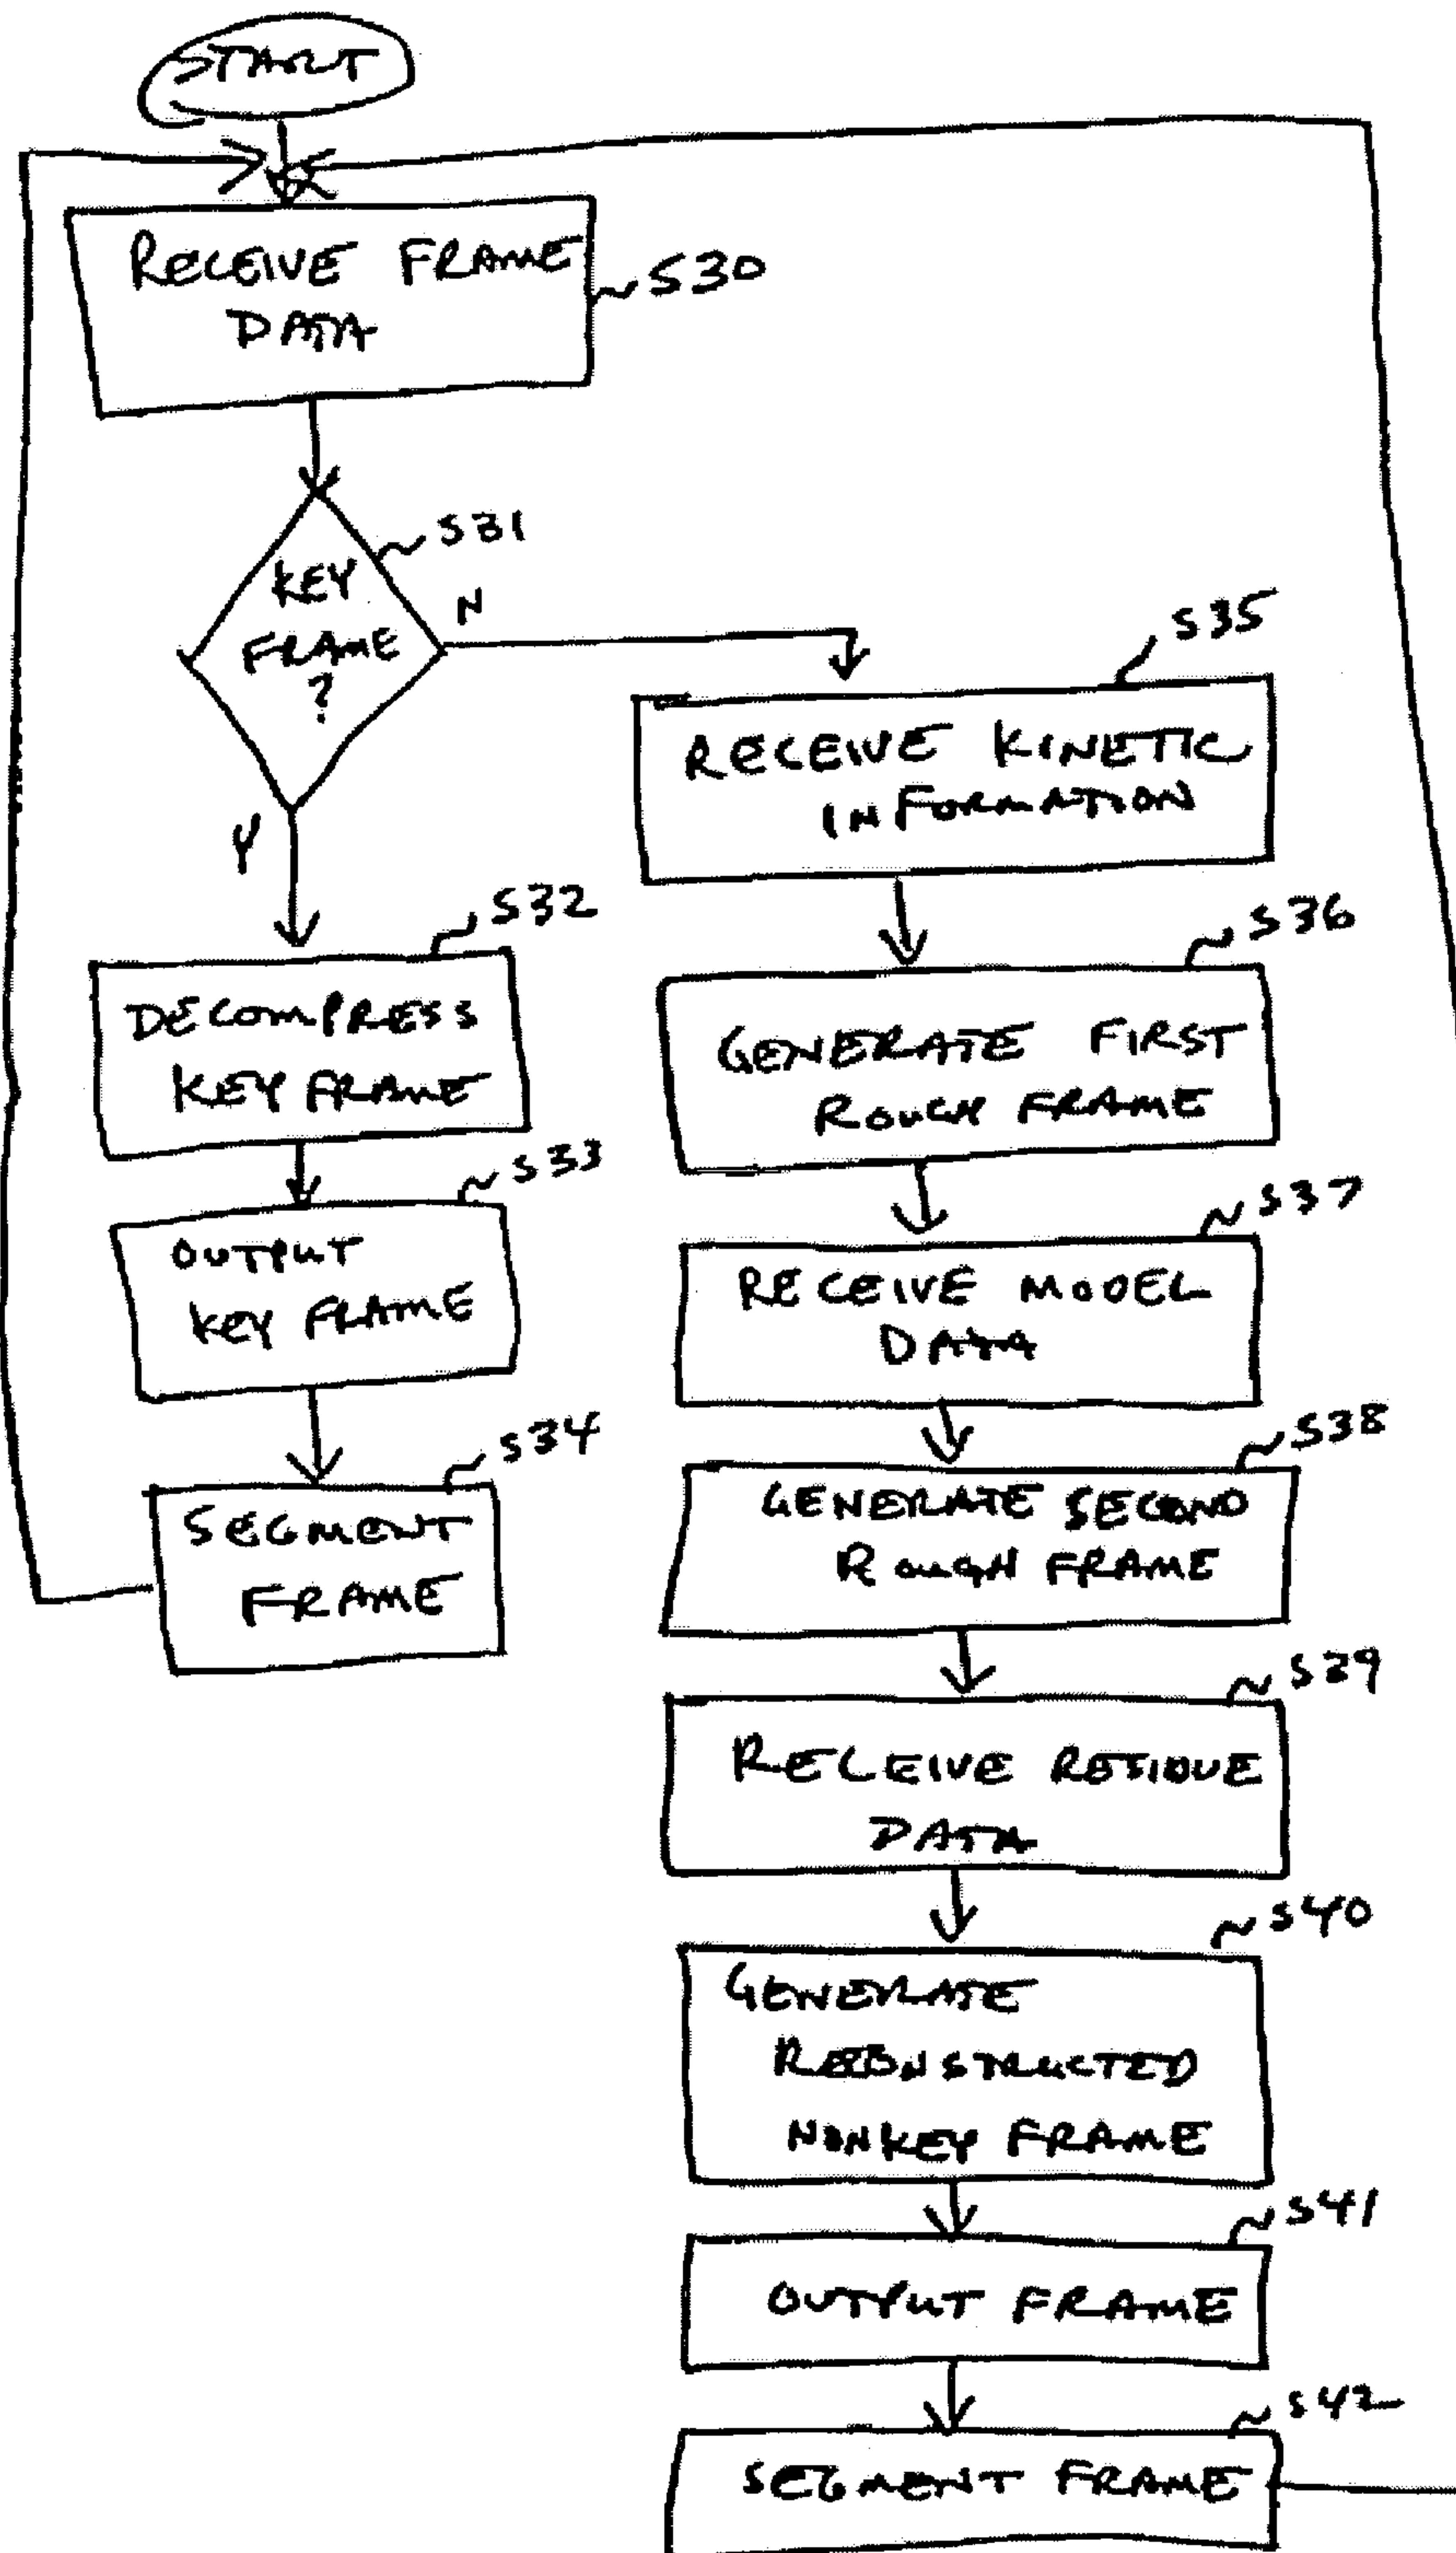 START
RECEIVE FRAME
DATA
S30
S31
KEY
FRAME
?
N
Y
S32
DECOMPRESS
KEY FRAME
S33
OUTPUT
KEY FRAME
S34
SEGMENT
FRAME
S35
RECEIVE KINETIC
INFORMATION
S36
GENERATE FIRST
ROUGH FRAME
S37
RECEIVE MODEL
DATA
S38
GENERATE SECOND
ROUGH FRAME
S39
RECEIVE RESIDUE
DATA
S40
GENERATE
RECONSTRUCTED
NONKEY FRAME
S41
OUTPUT FRAME
S42
SEGMENT FRAME